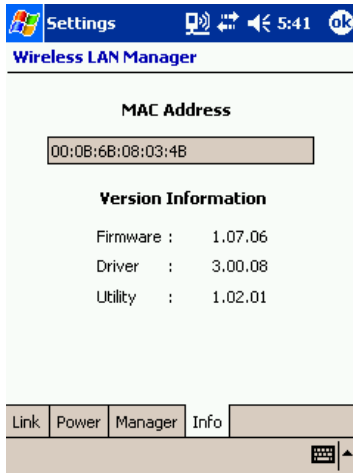 Settings 5:41 ok
Wireless LAN Manager
MAC Address
00:0B:6B:08:03:4B
Version Information
Firmware : 1.07.06
Driver : 3.00.08
Utility : 1.02.01
Link Power Manager Info